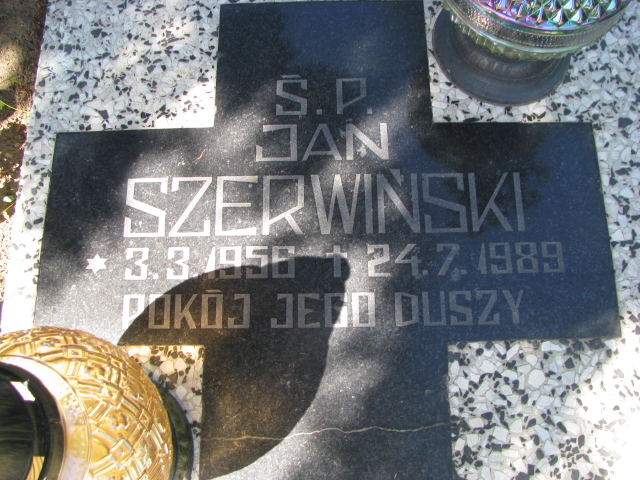 Ś.P.
JAN
SZERWIŃSKI
* 3.3.1956 † 24.7.1989
POKÓJ JEGO DUSZY